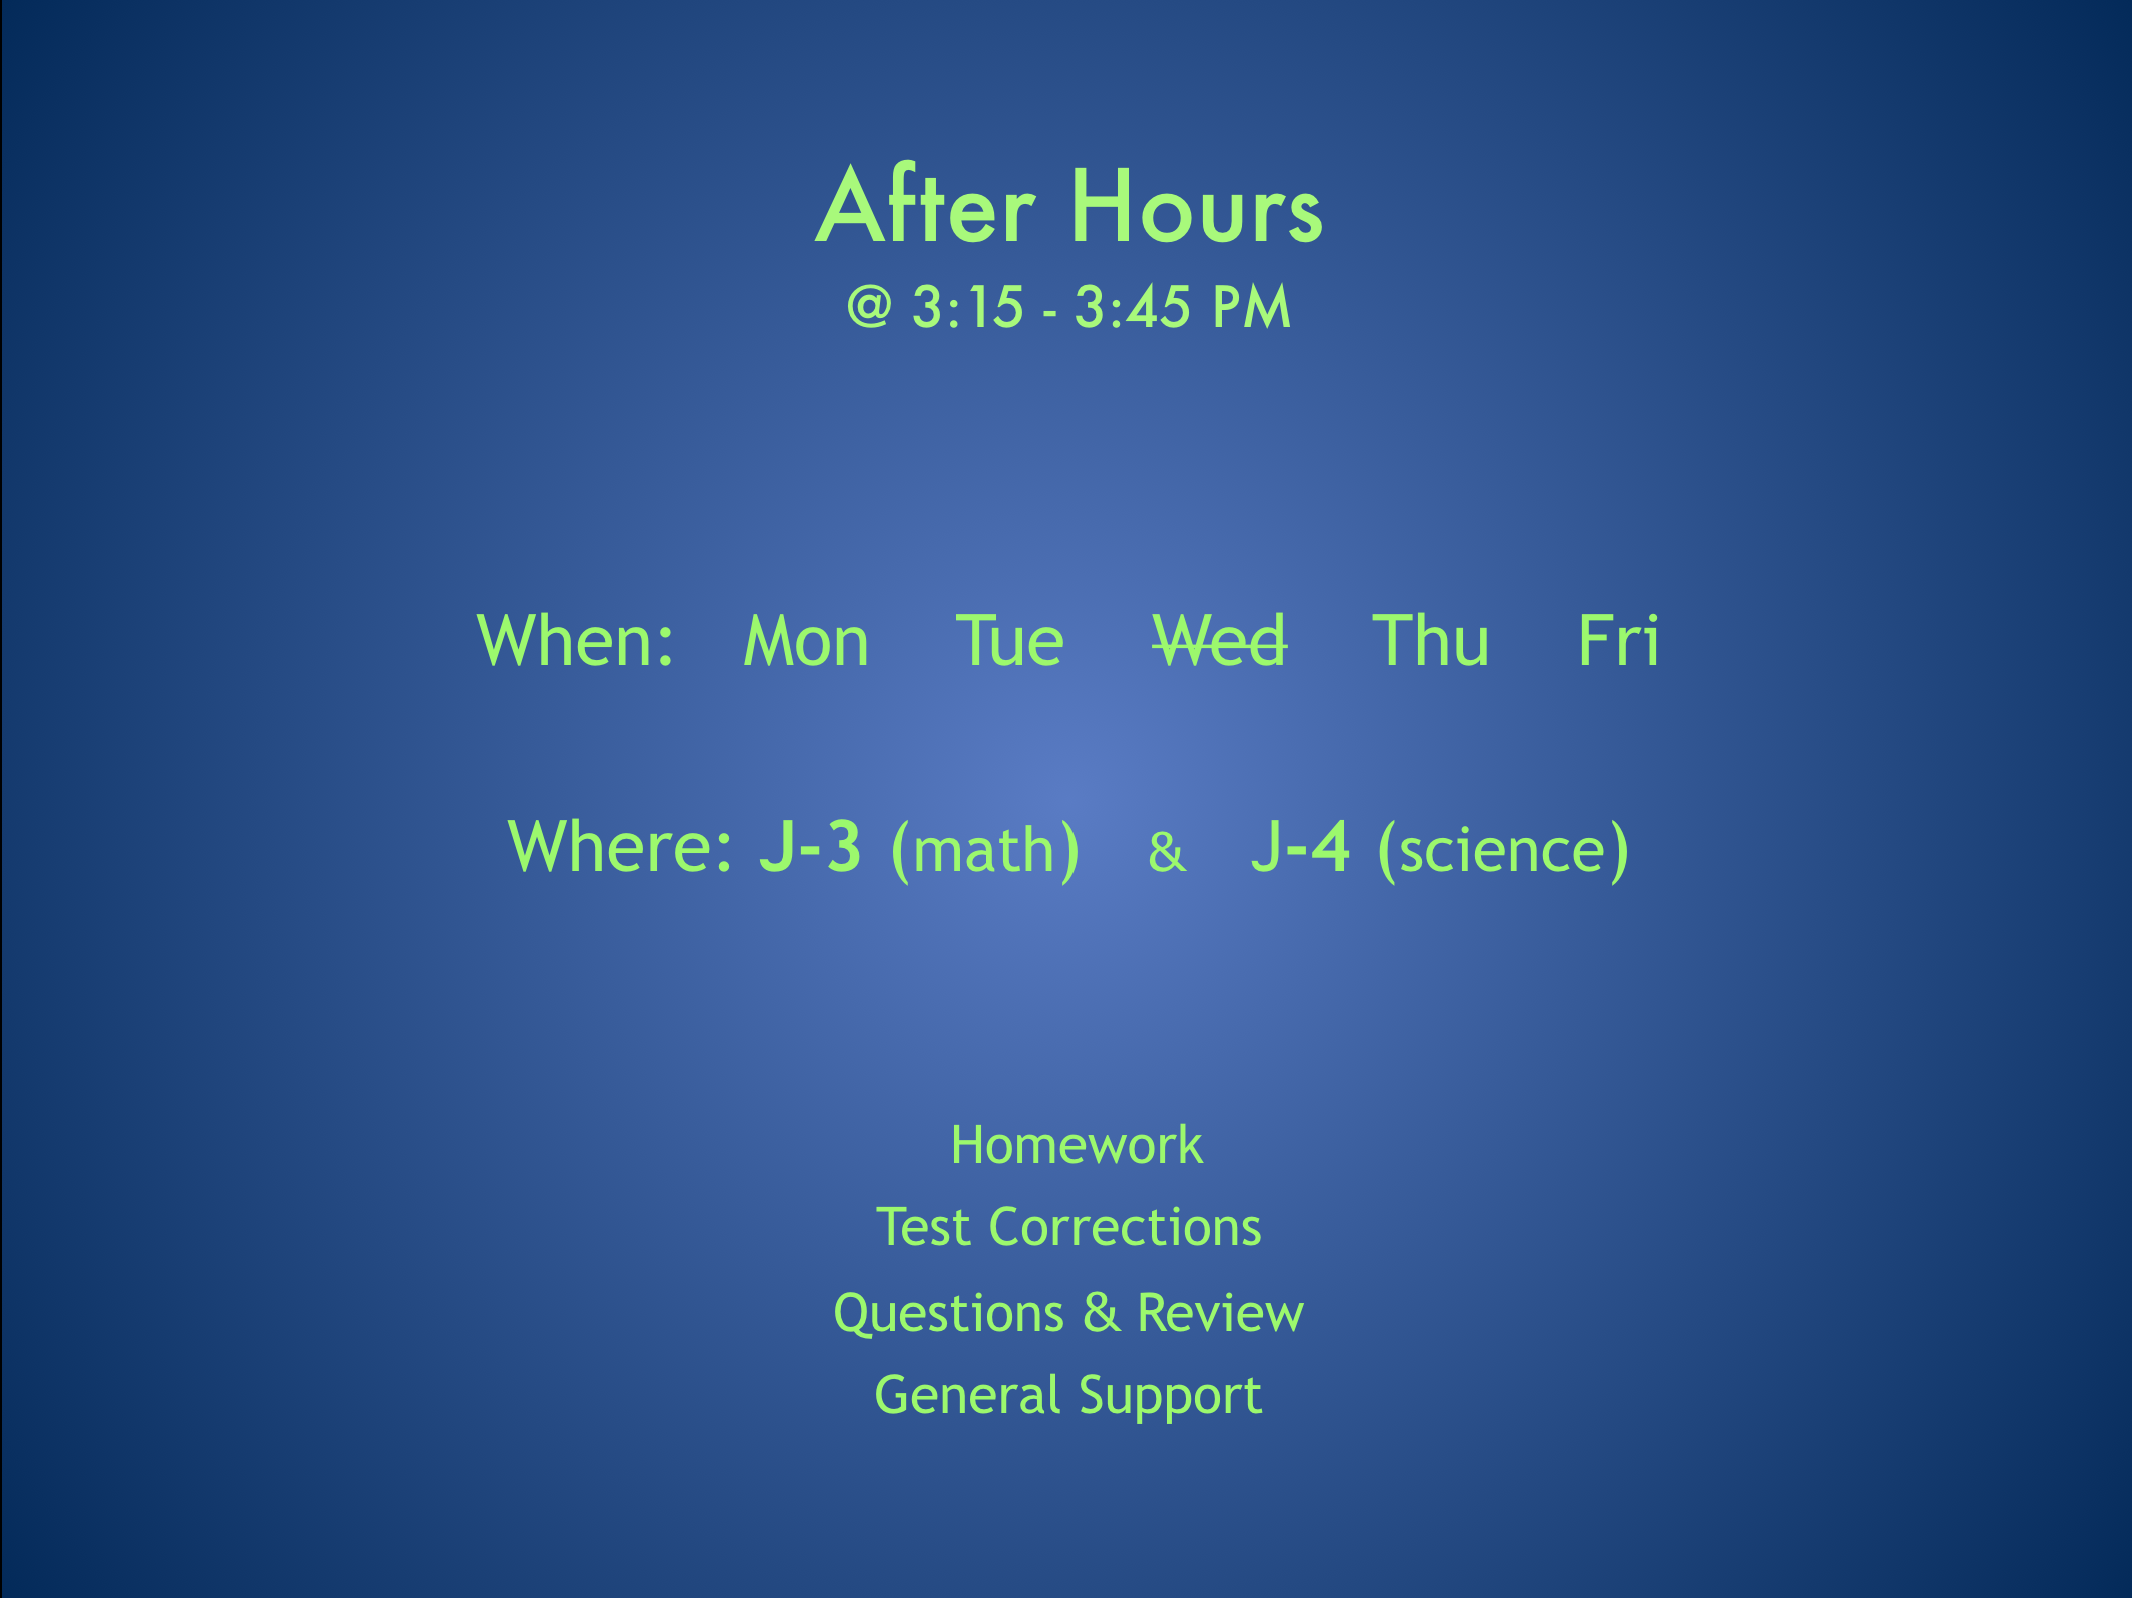 After Hours
@ 3:15 - 3:45 PM
When: Mon Tue Wed Thu Fri
Where: J-3 (math) & J-4 (science)
Homework
Test Corrections
Questions & Review
General Support